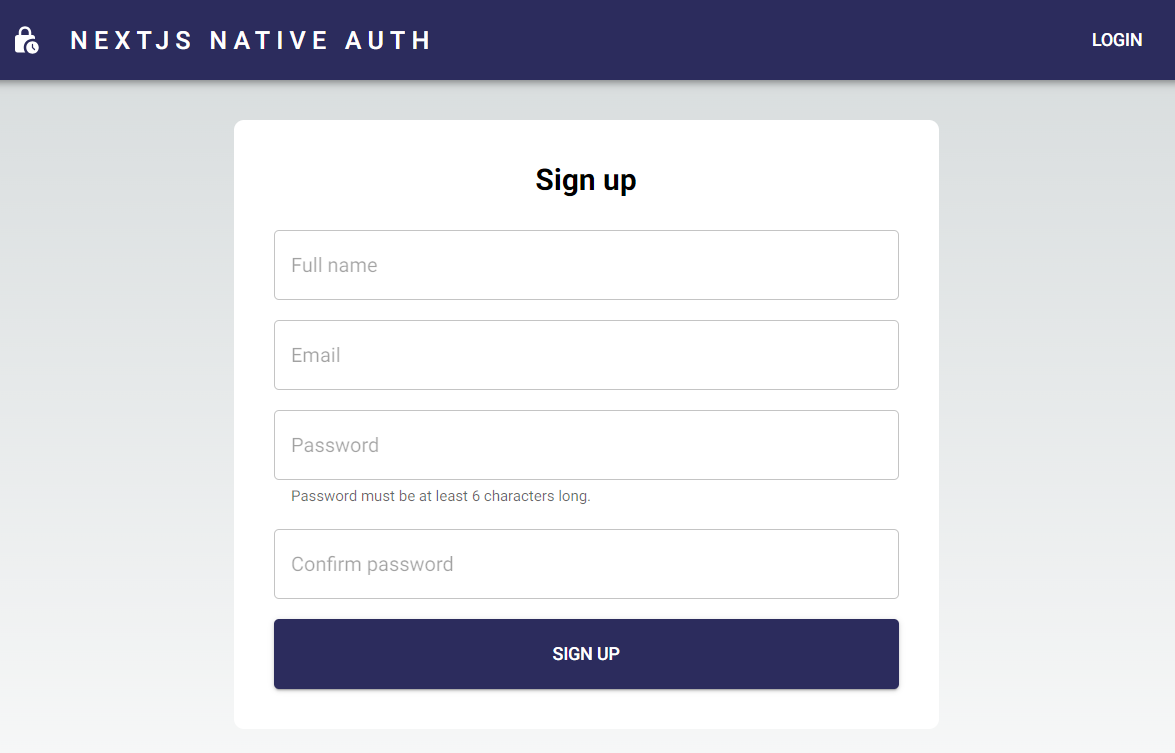 NEXTJS NATIVE AUTH
LOGIN
Sign up
Full name
Email
Password
Password must be at least 6 characters long.
Confirm password
SIGN UP